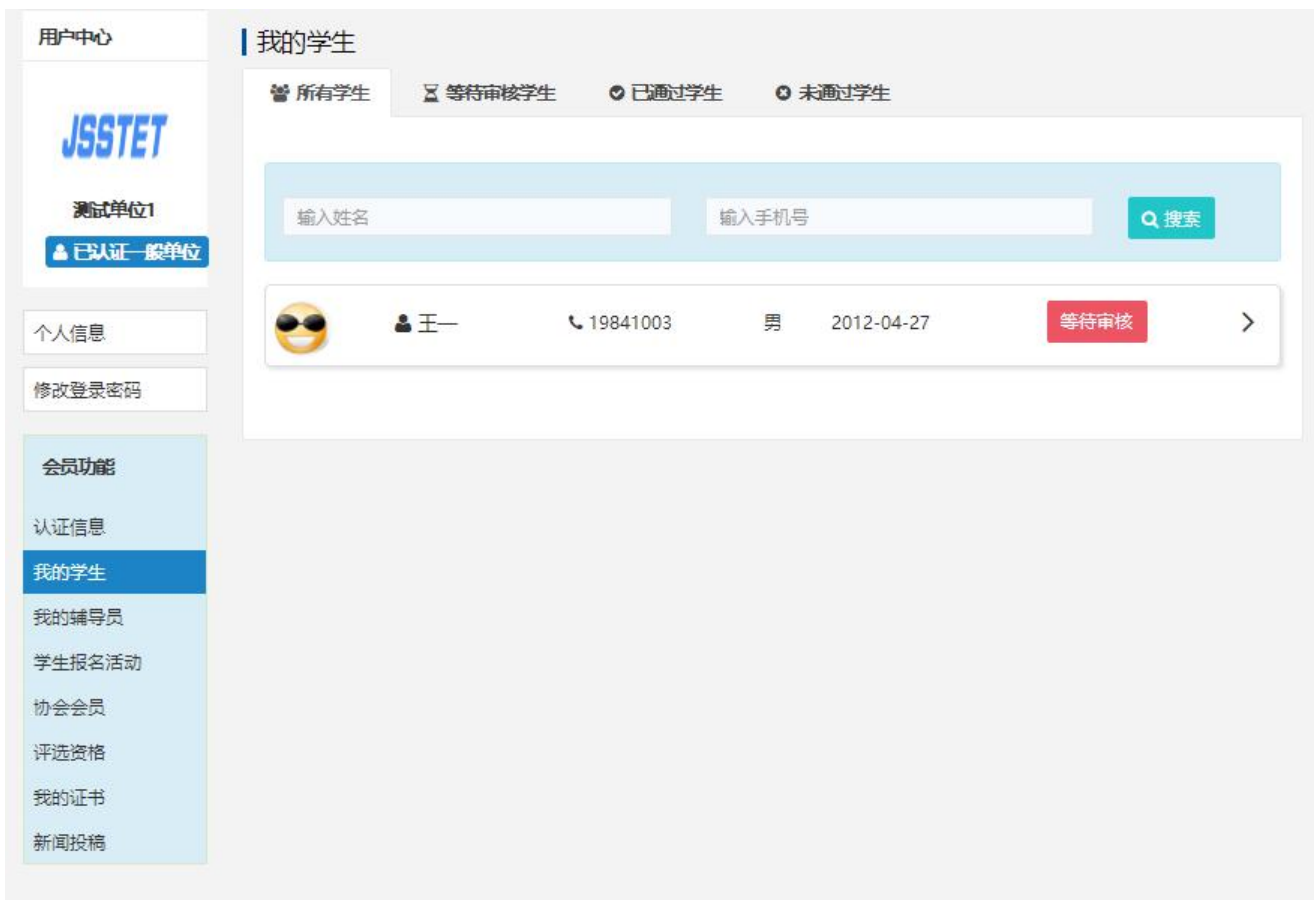 用户中心
JSSTET
测试单位1
已认证一般单位
个人信息
修改登录密码
会员功能
认证信息
我的学生
我的辅导员
学生报名活动
协会会员
评选资格
我的证书
新闻投稿
我的学生
所有学生 等待审核学生 已通过学生 未通过学生
输入姓名 输入手机号 搜索
王一 19841003 男 2012-04-27 等待审核